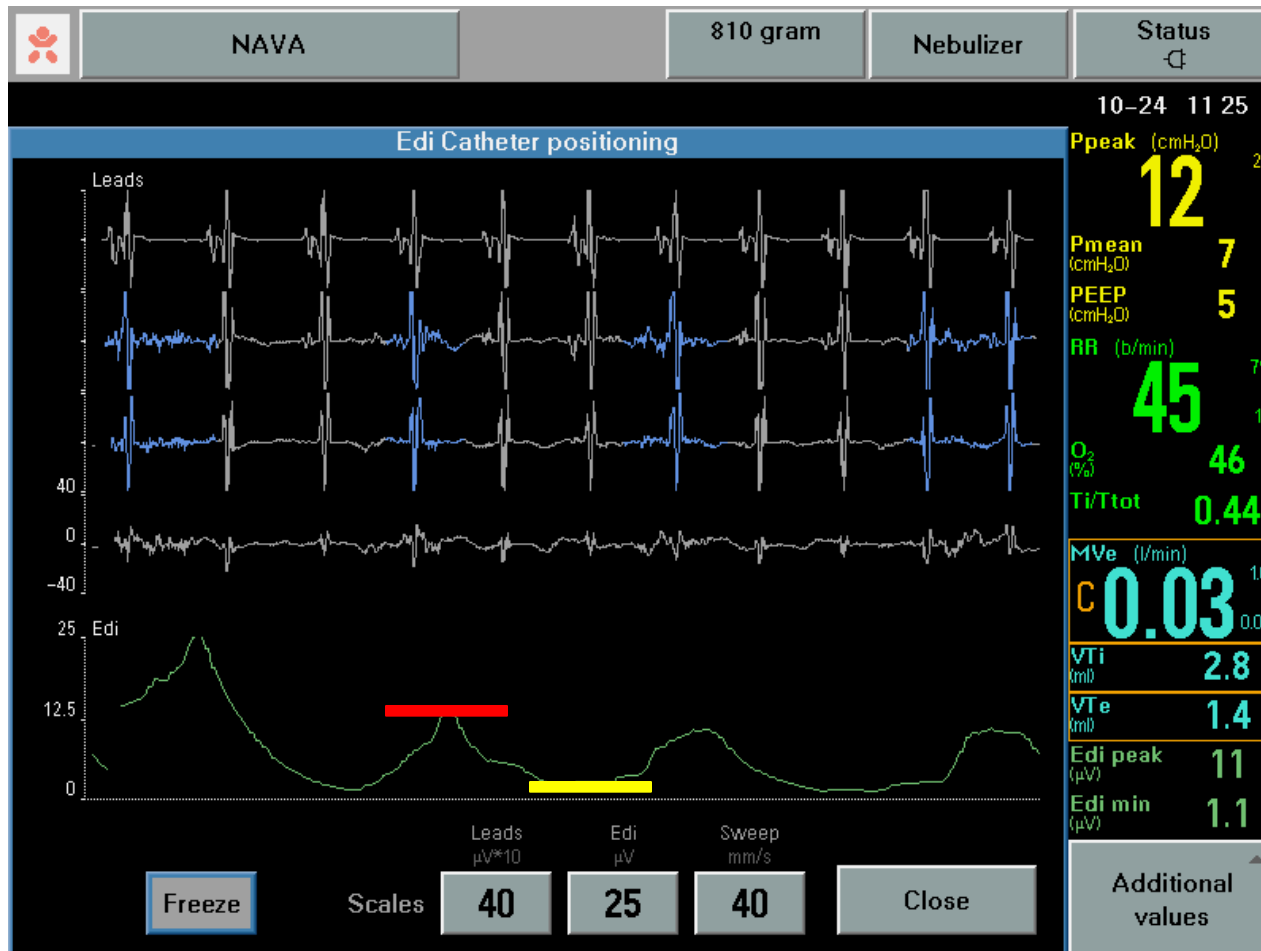 NAVA
810 gram
Nebulizer
Status
10-24 11 25
Edi Catheter positioning
Leads
40
0
-40
25 Edi
12.5
0
Leads
µV*10
Edi
µV
Sweep
mm/s
Freeze
Scales
40
25
40
Close
Ppeak (cmH₂O)
12
Pmean
(cmH₂O)
7
PEEP
(cmH₂O)
5
RR (b/min)
45
O₂
(%)
46
Ti/Ttot
0.44
MVe (l/min)
C 0.03
VTi
(ml)
2.8
VTe
(ml)
1.4
Edi peak
(µV)
11
Edi min
(µV)
1.1
Additional
values